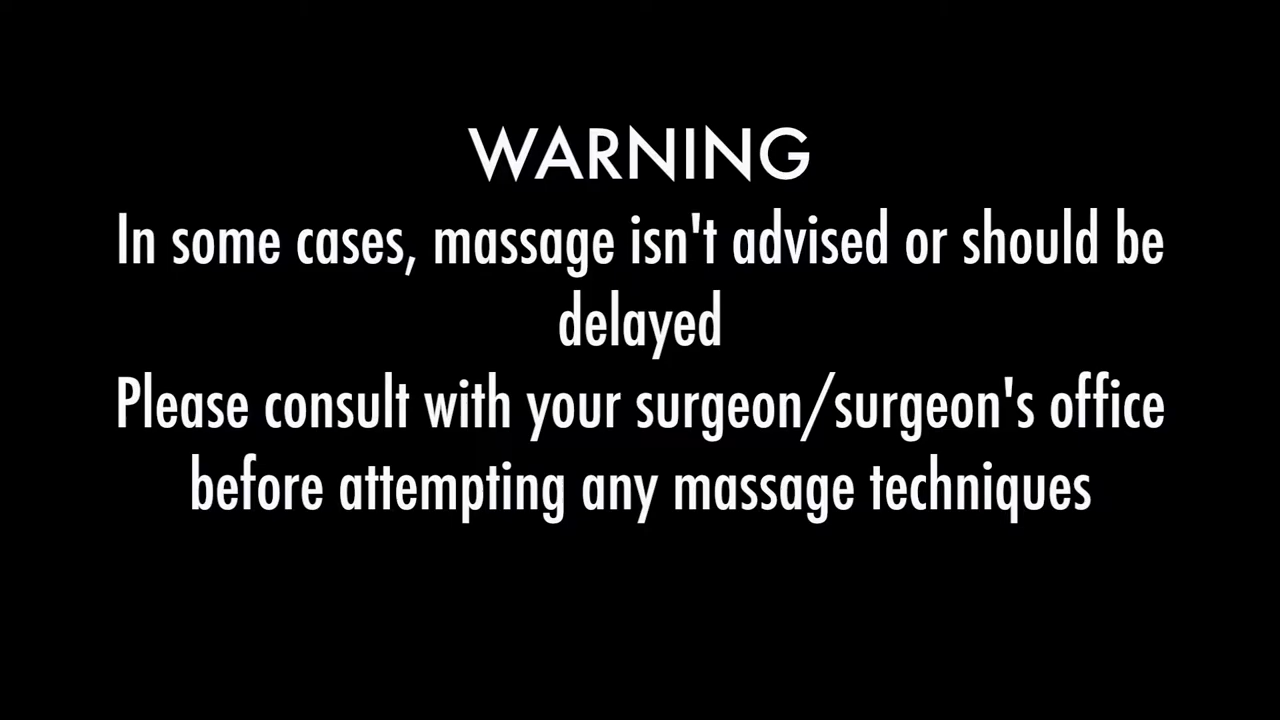 WARNING
In some cases, massage isn't advised or should be
delayed
Please consult with your surgeon/surgeon's office
before attempting any massage techniques